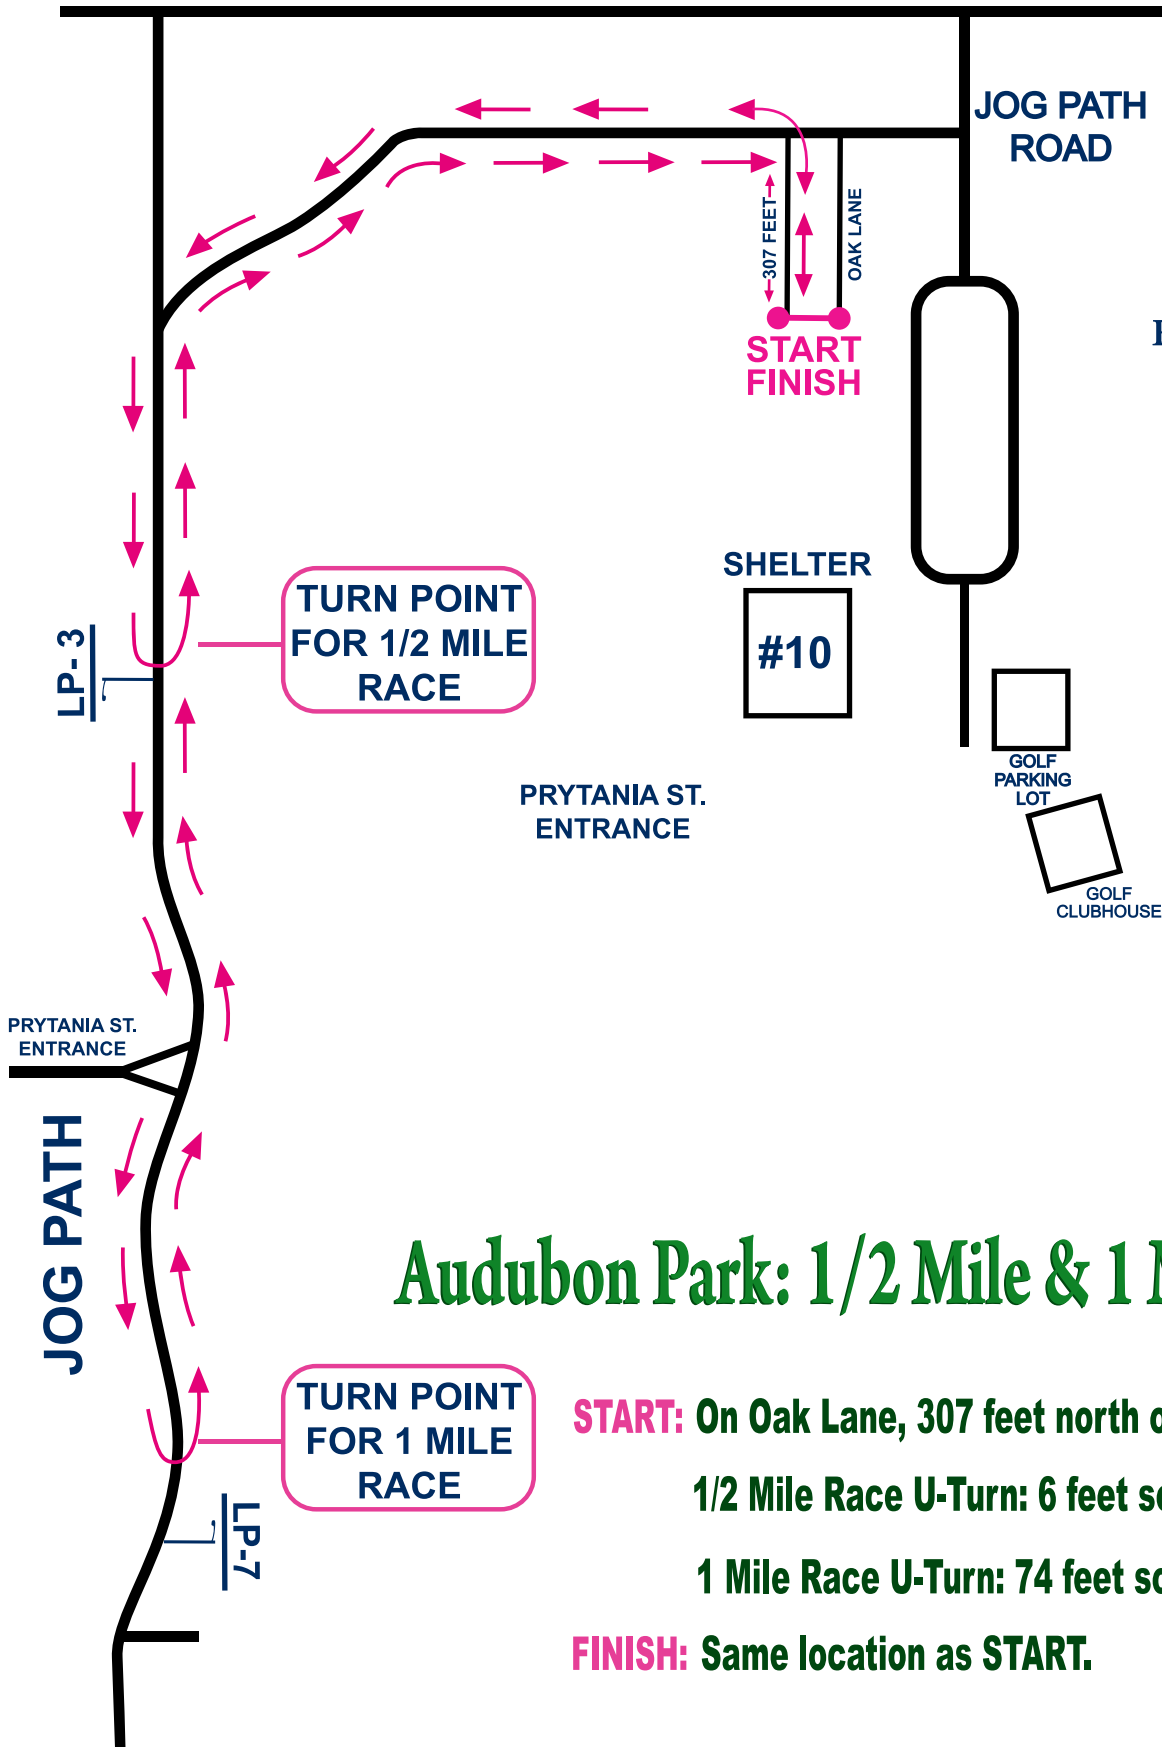 JOG PATH
ROAD
307 FEET
OAK LANE
START
FINISH
SHELTER
#10
TURN POINT
FOR 1/2 MILE
RACE
LP- 3
GOLF
PARKING
LOT
PRYTANIA ST.
ENTRANCE
GOLF
CLUBHOUSE
PRYTANIA ST.
ENTRANCE
JOG PATH
Audubon Park: 1/2 Mile & 1
TURN POINT
FOR 1 MILE
RACE
LP-7
START: On Oak Lane, 307 feet north
1/2 Mile Race U-Turn: 6 feet
1 Mile Race U-Turn: 74 feet
FINISH: Same location as START.